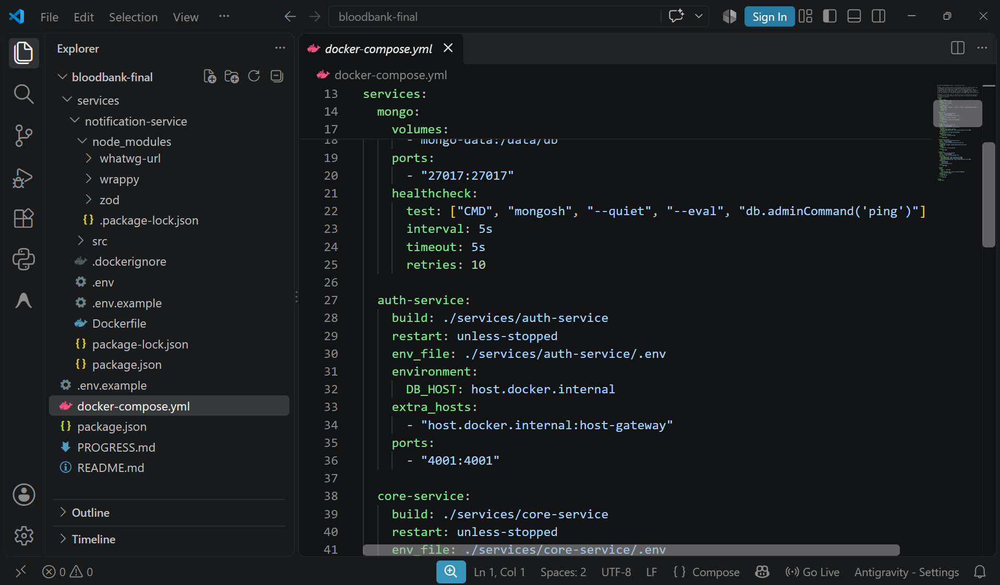 File Edit Selection View ··· bloodbank-final Sign In
Explorer
bloodbank-final
services
notification-service
node_modules
whatwg-url
wrappy
zod
{} .package-lock.json
src
.dockerignore
.env
.env.example
Dockerfile
{} package-lock.json
{} package.json
.env.example
docker-compose.yml
{} package.json
PROGRESS.md
README.md
Outline
Timeline
docker-compose.yml
docker-compose.yml
13 services:
14 mongo:
17 volumes:
18 - mongo-data:/data/db
19 ports:
20 - "27017:27017"
21 healthcheck:
22 test: ["CMD", "mongosh", "--quiet", "--eval", "db.adminCommand('ping')"]
23 interval: 5s
24 timeout: 5s
25 retries: 10
26
27 auth-service:
28 build: ./services/auth-service
29 restart: unless-stopped
30 env_file: ./services/auth-service/.env
31 environment:
32 DB_HOST: host.docker.internal
33 extra_hosts:
34 - "host.docker.internal:host-gateway"
35 ports:
36 - "4001:4001"
37
38 core-service:
39 build: ./services/core-service
40 restart: unless-stopped
41 env_file: ./services/core-service/.env
0 0 Ln 1, Col 1 Spaces: 2 UTF-8 LF {} Compose Go Live Antigravity - Settings